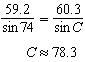 59.2/sin 74 = 60.3/sin C
C ≈ 78.3